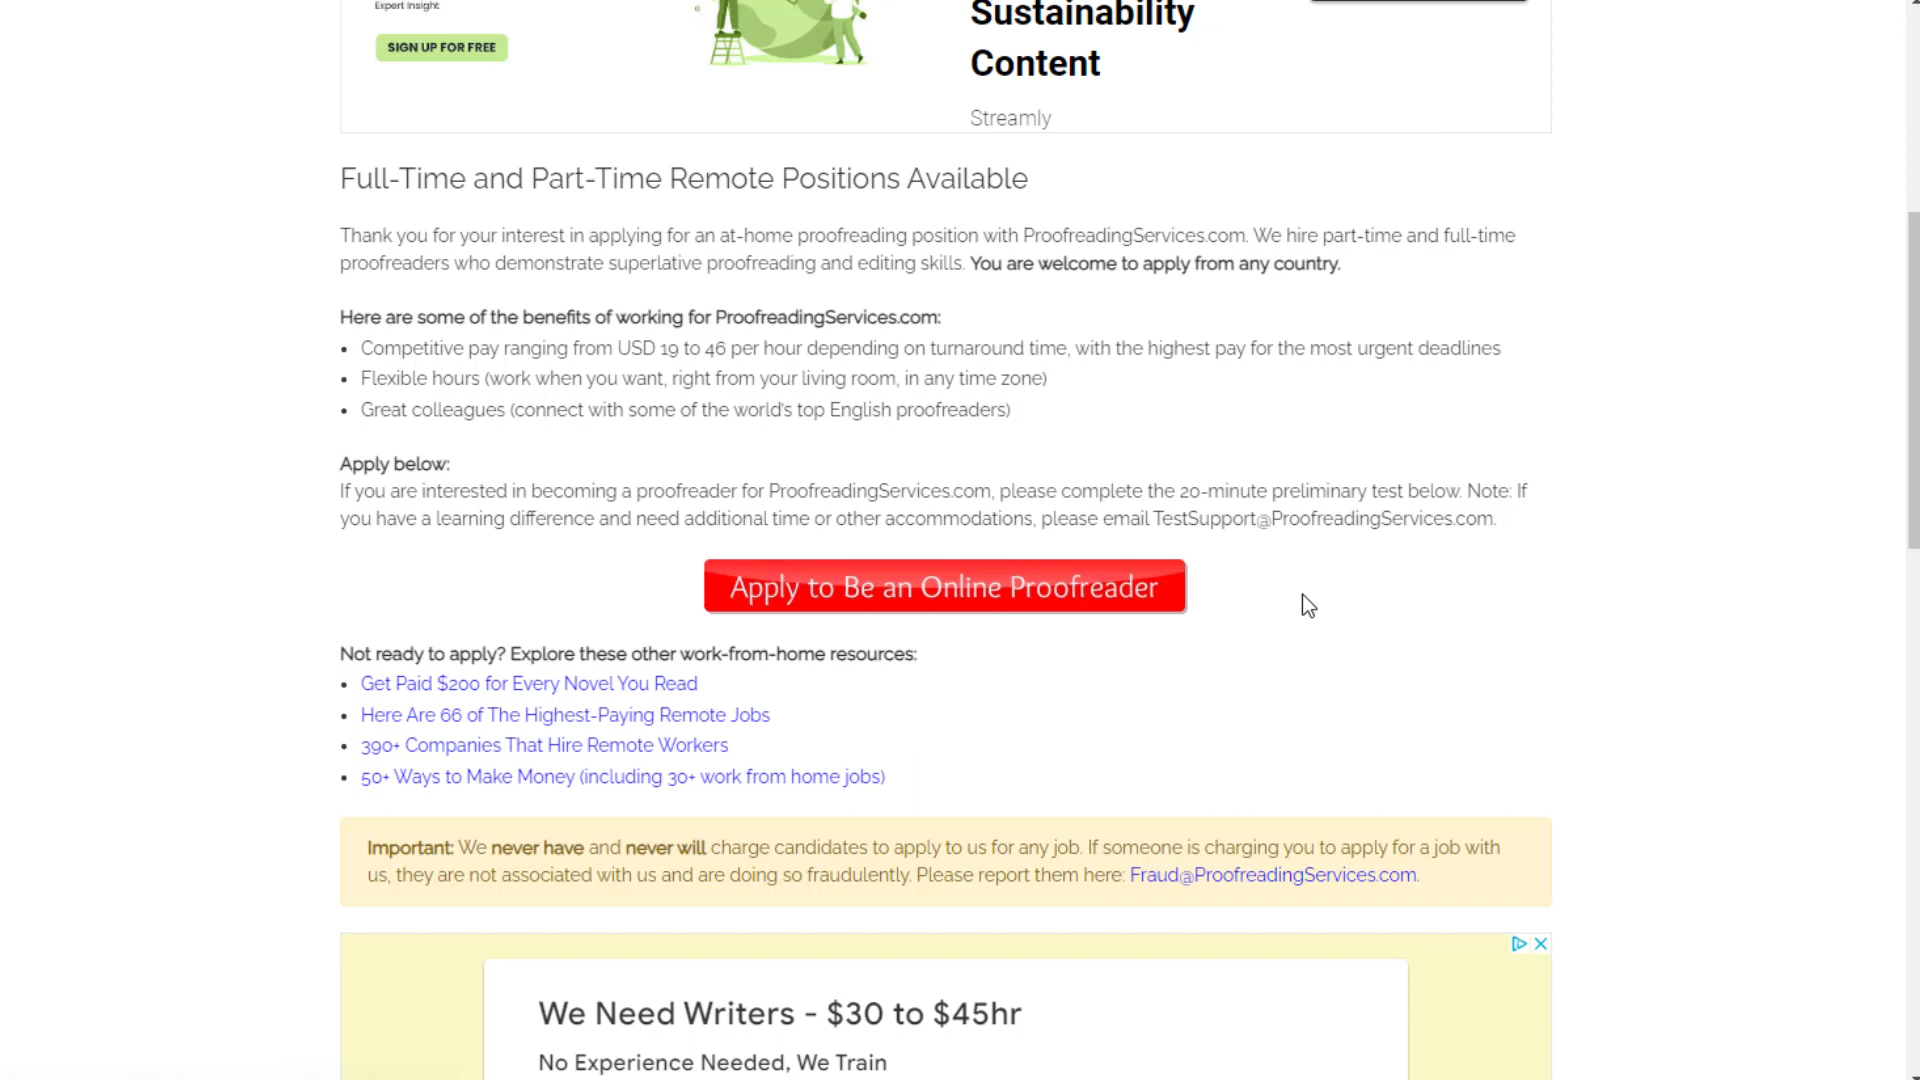 Expert Insight
SIGN UP FOR FREE
Sustainability
Content
Streamly
Full-Time and Part-Time Remote Positions Available
Thank you for your interest in applying for an at-home proofreading position with ProofreadingServices.com. We hire part-time and full-time
proofreaders who demonstrate superlative proofreading and editing skills. You are welcome to apply from any country.
Here are some of the benefits of working for ProofreadingServices.com:
• Competitive pay ranging from USD 19 to 46 per hour depending on turnaround time, with the highest pay for the most urgent deadlines
• Flexible hours (work when you want, right from your living room, in any time zone)
• Great colleagues (connect with some of the world's top English proofreaders)
Apply below:
If you are interested in becoming a proofreader for ProofreadingServices.com, please complete the 20-minute preliminary test below. Note: If
you have a learning difference and need additional time or other accommodations, please email TestSupport@ProofreadingServices.com.
Apply to Be an Online Proofreader
Not ready to apply? Explore these other work-from-home resources:
• Get Paid $200 for Every Novel You Read
• Here Are 66 of The Highest-Paying Remote Jobs
• 390+ Companies That Hire Remote Workers
• 50+ Ways to Make Money (including 30+ work from home jobs)
Important: We never have and never will charge candidates to apply to us for any job. If someone is charging you to apply for a job with
us, they are not associated with us and are doing so fraudulently. Please report them here: Fraud@ProofreadingServices.com.
We Need Writers - $30 to $45hr
No Experience Needed, We Train